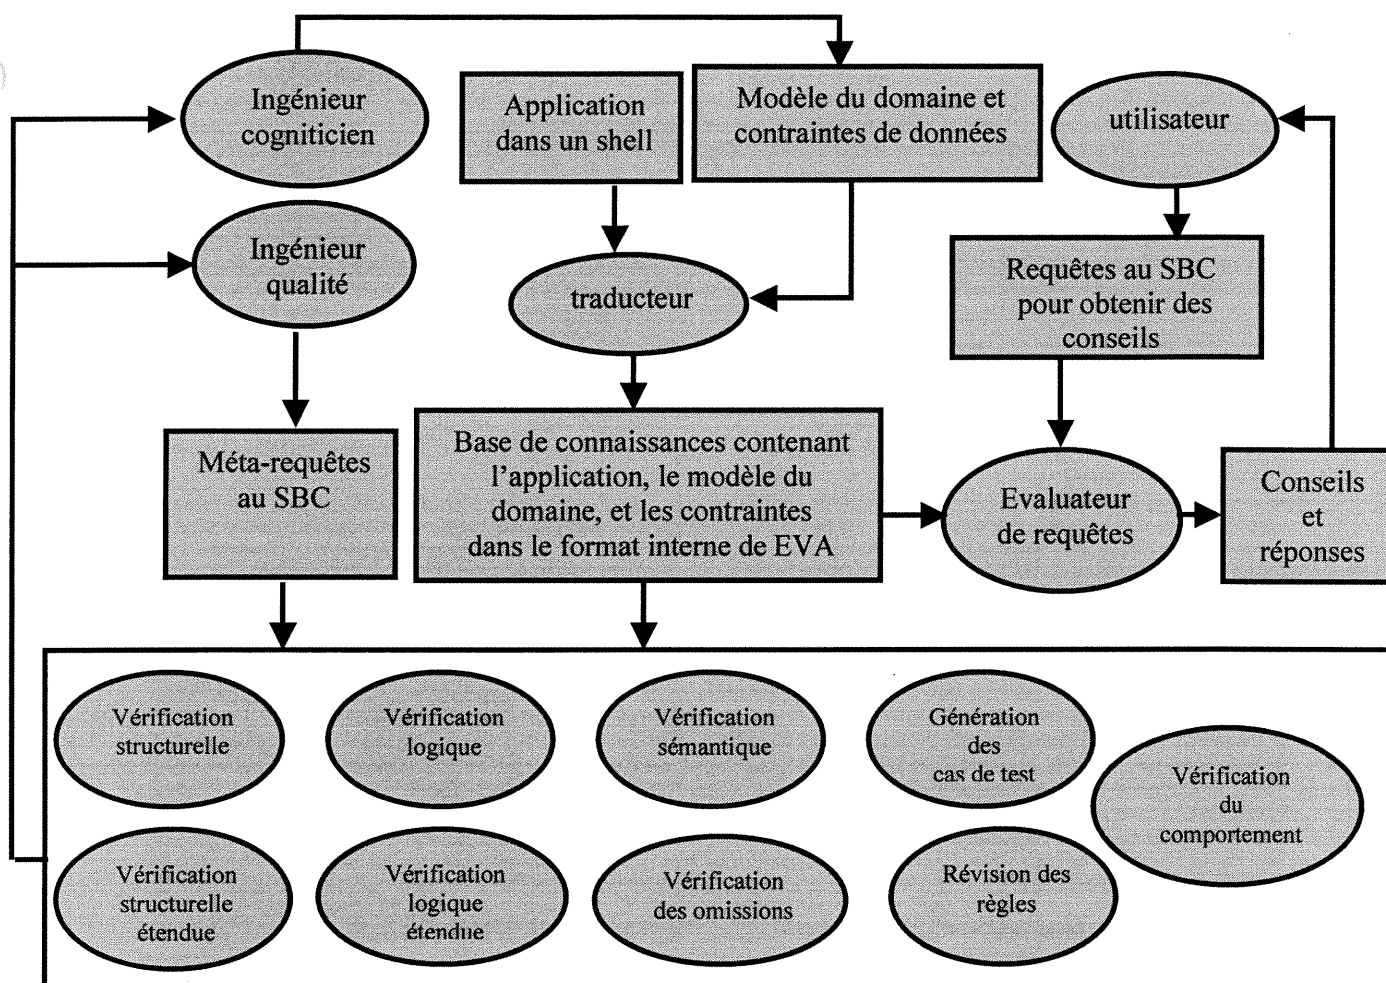 Ingénieur
cogniticien
Application
dans un shell
Modèle du domaine et
contraintes de données
utilisateur
Ingénieur
qualité
traducteur
Requêtes au SBC
pour obtenir des
conseils
Méta-requêtes
au SBC
Base de connaissances contenant
l'application, le modèle du
domaine, et les contraintes
dans le format interne de EVA
Evaluateur
de requêtes
Conseils
et
réponses
Vérification
structurelle
Vérification
logique
Vérification
sémantique
Génération
des
cas de test
Vérification
du
comportement
Vérification
structurelle
étendue
Vérification
logique
étendue
Vérification
des omissions
Révision des
règles